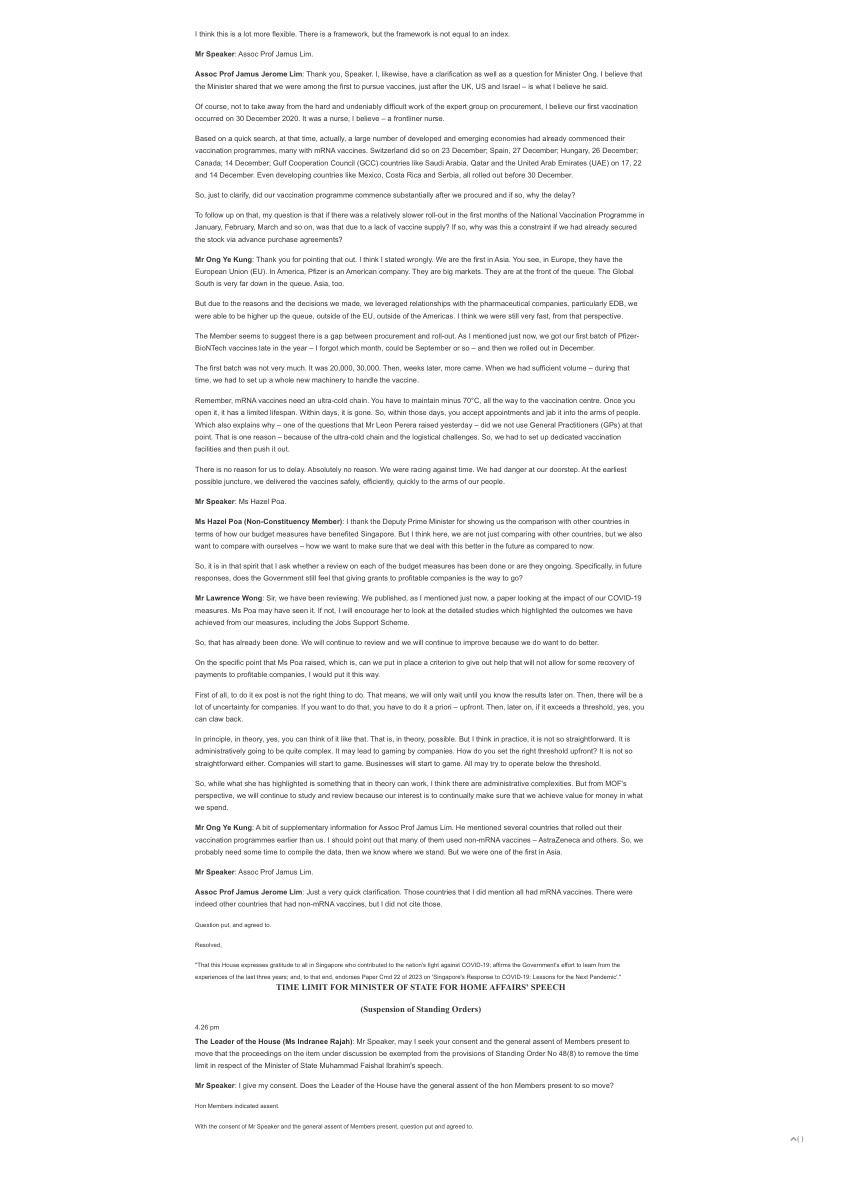 I think this is a lot more flexible. There is a framework, but the framework is not equal to an index.
Mr Speaker: Assoc Prof Jamus Lim.
Assoc Prof Jamus Jerome Lim: Thank you, Speaker. I, likewise, have a clarification as well as a question for Minister Ong. I believe that
the Minister shared that we were among the first to pursue vaccines, just after the UK, US and Israel – is what I believe he said.
Of course, not to take away from the hard and undeniably difficult work of the expert group on procurement, I believe our first vaccination
occurred on 30 December 2020. It was a nurse, I believe – a frontliner nurse.
Based on a quick search, at that time, actually, a large number of developed and emerging economies had already commenced their
vaccination programmes, many with mRNA vaccines. Switzerland did so on 23 December; Spain, 27 December; Hungary, 26 December;
Canada; 14 December; Gulf Cooperation Council (GCC) countries like Saudi Arabia, Qatar and the United Arab Emirates (UAE) on 17, 22
and 14 December. Even developing countries like Mexico, Costa Rica and Serbia, all rolled out before 30 December.
So, just to clarify, did our vaccination programme commence substantially after we procured and if so, why the delay?
To follow up on that, my question is that if there was a relatively slower roll-out in the first months of the National Vaccination Programme in
January, February, March and so on, was that due to a lack of vaccine supply? If so, why was this a constraint if we had already secured
the stock via advance purchase agreements?
Mr Ong Ye Kung: Thank you for pointing that out. I think I stated wrongly. We are the first in Asia. You see, in Europe, they have the
European Union (EU). In America, Pfizer is an American company. They are big markets. They are at the front of the queue. The Global
South is very far down in the queue. Asia, too.
But due to the reasons and the decisions we made, we leveraged relationships with the pharmaceutical companies, particularly EDB, we
were able to be higher up the queue, outside of the EU, outside of the Americas. I think we were still very fast, from that perspective.
The Member seems to suggest there is a gap between procurement and roll-out. As I mentioned just now, we got our first batch of Pfizer-
BioNTech vaccines late in the year – I forgot which month, could be September or so – and then we rolled out in December.
The first batch was not very much. It was 20,000, 30,000. Then, weeks later, more came. When we had sufficient volume – during that
time, we had to set up a whole new machinery to handle the vaccine.
Remember, mRNA vaccines need an ultra-cold chain. You have to maintain minus 70°C, all the way to the vaccination centre. Once you
open it, it has a limited lifespan. Within days, it is gone. So, within those days, you accept appointments and jab it into the arms of people.
Which also explains why – one of the questions that Mr Leon Perera raised yesterday – did we not use General Practitioners (GPs) at that
point. That is one reason – because of the ultra-cold chain and the logistical challenges. So, we had to set up dedicated vaccination
facilities and then push it out.
There is no reason for us to delay. Absolutely no reason. We were racing against time. We had danger at our doorstep. At the earliest
possible juncture, we delivered the vaccines safely, efficiently, quickly to the arms of our people.
Mr Speaker: Ms Hazel Poa.
Ms Hazel Poa (Non-Constituency Member): I thank the Deputy Prime Minister for showing us the comparison with other countries in
terms of how our budget measures have benefited Singapore. But I think here, we are not just comparing with other countries, but we also
want to compare with ourselves – how we want to make sure that we deal with this better in the future as compared to now.
So, it is in that spirit that I ask whether a review on each of the budget measures has been done or are they ongoing. Specifically, in future
responses, does the Government still feel that giving grants to profitable companies is the way to go?
Mr Lawrence Wong: Sir, we have been reviewing. We published, as I mentioned just now, a paper looking at the impact of our COVID-19
measures. Ms Poa may have seen it. If not, I will encourage her to look at the detailed studies which highlighted the outcomes we have
achieved from our measures, including the Jobs Support Scheme.
So, that has already been done. We will continue to review and we will continue to improve because we do want to do better.
On the specific point that Ms Poa raised, which is, can we put in place a criterion to give out help that will not allow for some recovery of
payments to profitable companies, I would put it this way.
First of all, to do it ex post is not the right thing to do. That means, we will only wait until you know the results later on. Then, there will be a
lot of uncertainty for companies. If you want to do that, you have to do it a priori – upfront. Then, later on, if it exceeds a threshold, yes, you
can claw back.
In principle, in theory, yes, you can think of it like that. That is, in theory, possible. But I think in practice, it is not so straightforward. It is
administratively going to be quite complex. It may lead to gaming by companies. How do you set the right threshold upfront? It is not so
straightforward either. Companies will start to game. Businesses will start to game. All may try to operate below the threshold.
So, while what she has highlighted is something that in theory can work, I think there are administrative complexities. But from MOF's
perspective, we will continue to study and review because our interest is to continually make sure that we achieve value for money in what
we spend.
Mr Ong Ye Kung: A bit of supplementary information for Assoc Prof Jamus Lim. He mentioned several countries that rolled out their
vaccination programmes earlier than us. I should point out that many of them used non-mRNA vaccines – AstraZeneca and others. So, we
probably need some time to compile the data, then we know where we stand. But we were one of the first in Asia.
Mr Speaker: Assoc Prof Jamus Lim.
Assoc Prof Jamus Jerome Lim: Just a very quick clarification. Those countries that I did mention all had mRNA vaccines. There were
indeed other countries that had non-mRNA vaccines, but I did not cite those.
Question put, and agreed to.
Resolved,
"That this House expresses gratitude to all in Singapore who contributed to the nation's fight against COVID-19; affirms the Government's effort to learn from the
experiences of the last three years; and, to that end, endorses Paper Cmd 22 of 2023 on 'Singapore's Response to COVID-19: Lessons for the Next Pandemic'."
TIME LIMIT FOR MINISTER OF STATE FOR HOME AFFAIRS' SPEECH
(Suspension of Standing Orders)
4.26 pm
The Leader of the House (Ms Indranee Rajah): Mr Speaker, may I seek your consent and the general assent of Members present to
move that the proceedings on the item under discussion be exempted from the provisions of Standing Order No 48(8) to remove the time
limit in respect of the Minister of State Muhammad Faishal Ibrahim's speech.
Mr Speaker: I give my consent. Does the Leader of the House have the general assent of the hon Members present to so move?
Hon Members indicated assent.
With the consent of Mr Speaker and the general assent of Members present, question put and agreed to.
( )